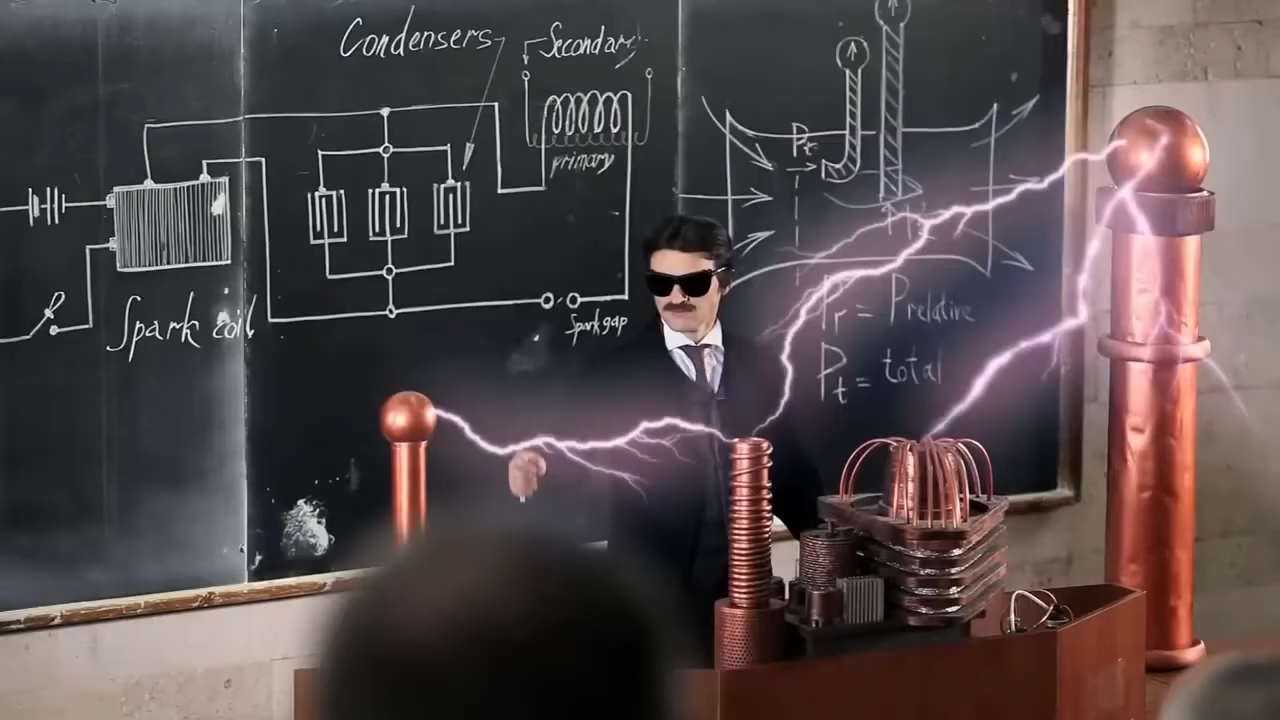 Condensers
Secondary
primary
Spark coil
Spark gap
Pt
Pr = Prelative
Pt = total